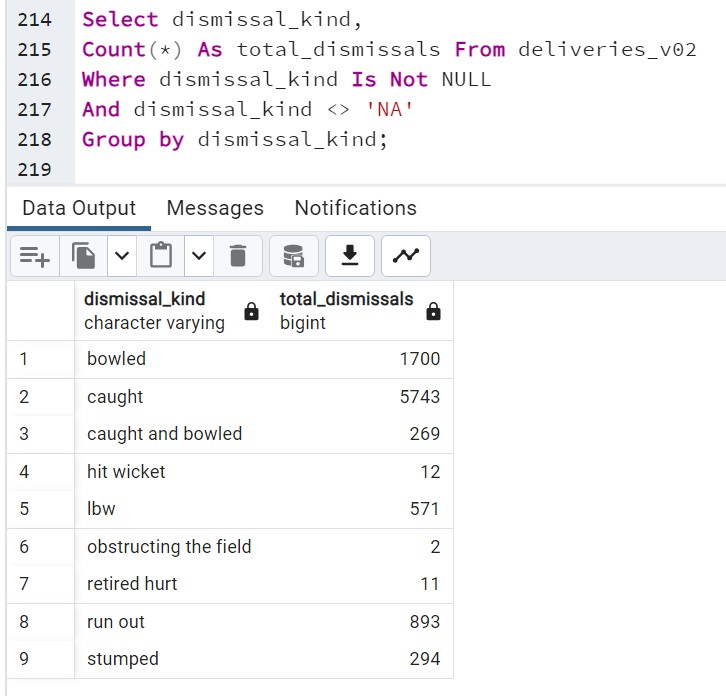 214 Select dismissal_kind,
215 Count(*) As total_dismissals From deliveries_v02
216 Where dismissal_kind Is Not NULL
217 And dismissal_kind <> 'NA'
218 Group by dismissal_kind;
219
Data Output Messages Notifications
dismissal_kind total_dismissals
character varying bigint
1 bowled 1700
2 caught 5743
3 caught and bowled 269
4 hit wicket 12
5 lbw 571
6 obstructing the field 2
7 retired hurt 11
8 run out 893
9 stumped 294